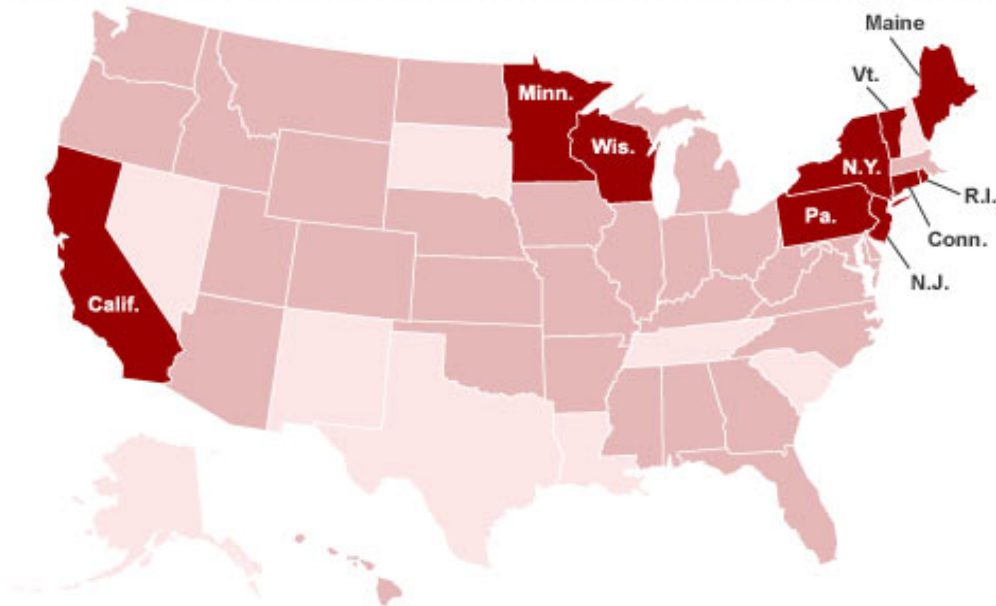 Maine
Vt.
Minn.
Wis.
N.Y.
R.I.
Pa.
Conn.
N.J.
Calif.